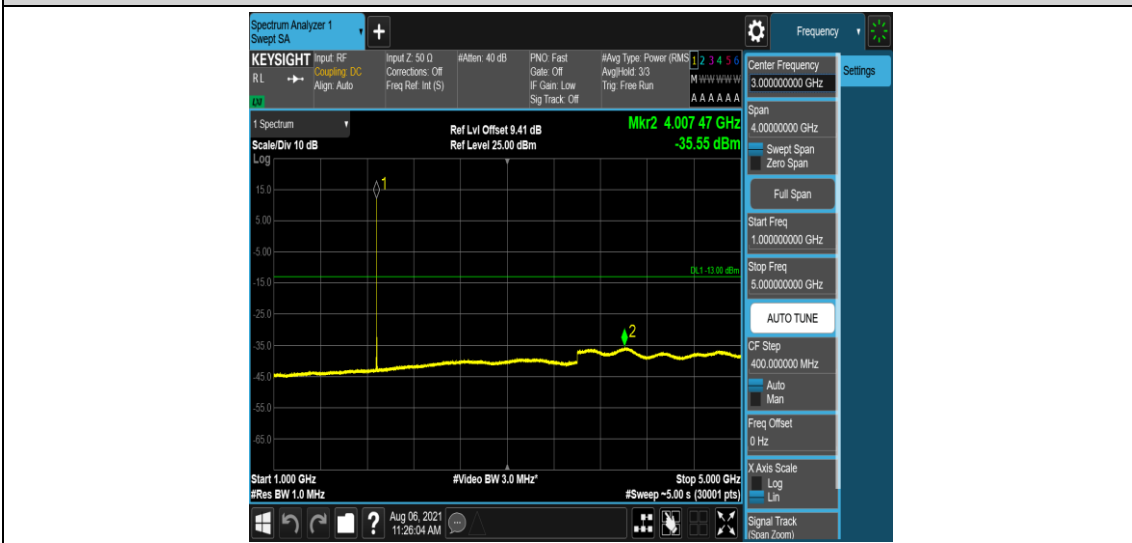 Spectrum Analyzer 1
Swept SA
+
Frequency
KEYSIGHT
RL
LXI
Input: RF
Coupling: DC
Align: Auto
Input Z: 50 Ω
Corrections: Off
Freq Ref: Int (S)
#Atten: 40 dB
PNO: Fast
Gate: Off
IF Gain: Low
Sig Track: Off
#Avg Type: Power (RMS
Avg|Hold: 3/3
Trig: Free Run
1 2 3 4 5 6
M W W W W W
A A A A A A
Center Frequency
3.000000000 GHz
Settings
1 Spectrum
Scale/Div 10 dB
Log
Ref Lvl Offset 9.41 dB
Ref Level 25.00 dBm
Mkr2 4.007 47 GHz
-35.55 dBm
Span
4.00000000 GHz
Swept Span
Zero Span
Full Span
Start Freq
1.000000000 GHz
Stop Freq
5.000000000 GHz
AUTO TUNE
CF Step
400.000000 MHz
Auto
Man
Freq Offset
0 Hz
X Axis Scale
Log
Lin
Signal Track
(Span Zoom)
15.0
5.00
-5.00
-15.0
-25.0
-35.0
-45.0
-55.0
-65.0
1
DL1 -13.00 dBm
2
Start 1.000 GHz
#Res BW 1.0 MHz
#Video BW 3.0 MHz*
Stop 5.000 GHz
#Sweep ~5.00 s (30001 pts)
?
Aug 06, 2021
11:26:04 AM